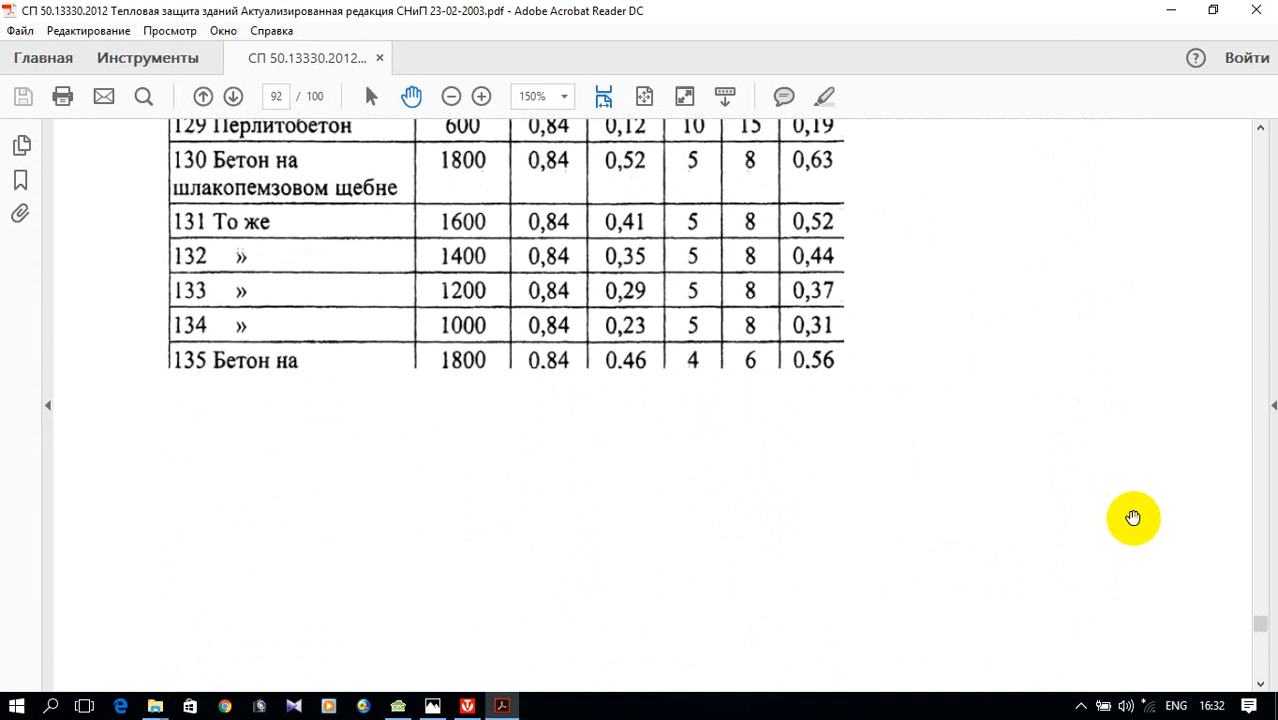 СП 50.13330.2012 Тепловая защита зданий Актуализированная редакция СНиП 23-02-2003.pdf - Adobe Acrobat Reader DC
Файл Редактирование Просмотр Окно Справка
Главная Инструменты СП 50.13330.2012... × Войти
92 / 100 150%
129 Перлитобетон 600 0,84 0,12 10 15 0,19
130 Бетон на 1800 0,84 0,52 5 8 0,63
шлакопемзовом щебне
131 То же 1600 0,84 0,41 5 8 0,52
132 » 1400 0,84 0,35 5 8 0,44
133 » 1200 0,84 0,29 5 8 0,37
134 » 1000 0,84 0,23 5 8 0,31
135 Бетон на 1800 0,84 0,46 4 6 0,56
ENG 16:32